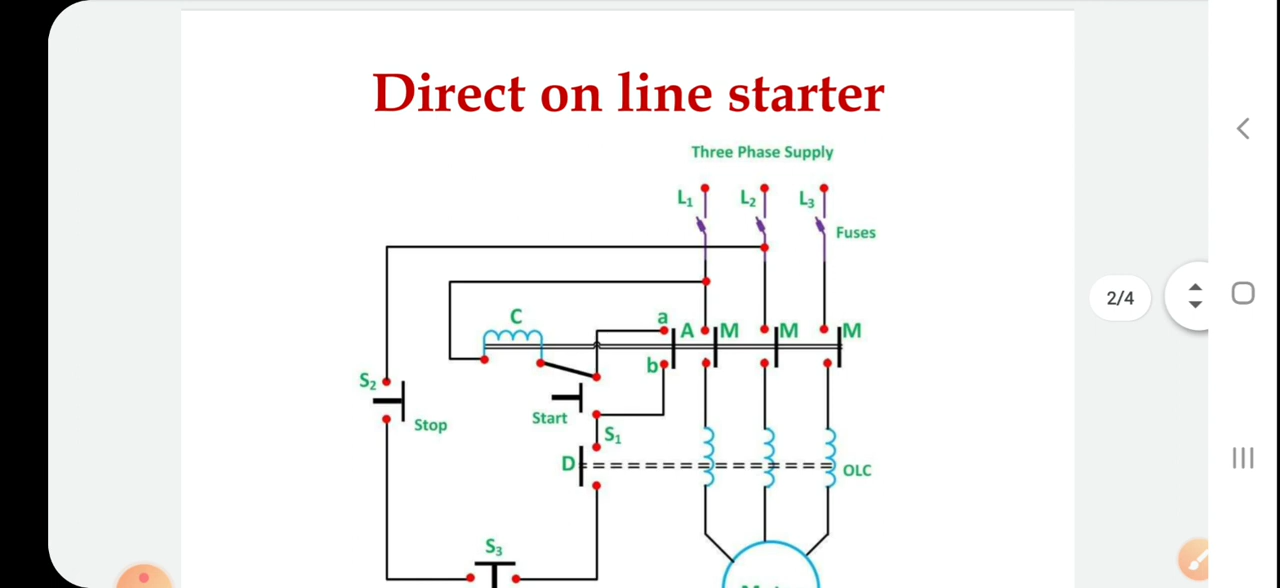 Direct on line starter
Three Phase Supply
L₁ L₂ L₃
Fuses
C
a
A M M M
b
S₂
Stop
Start
S₁
D
OLC
S₃
2/4